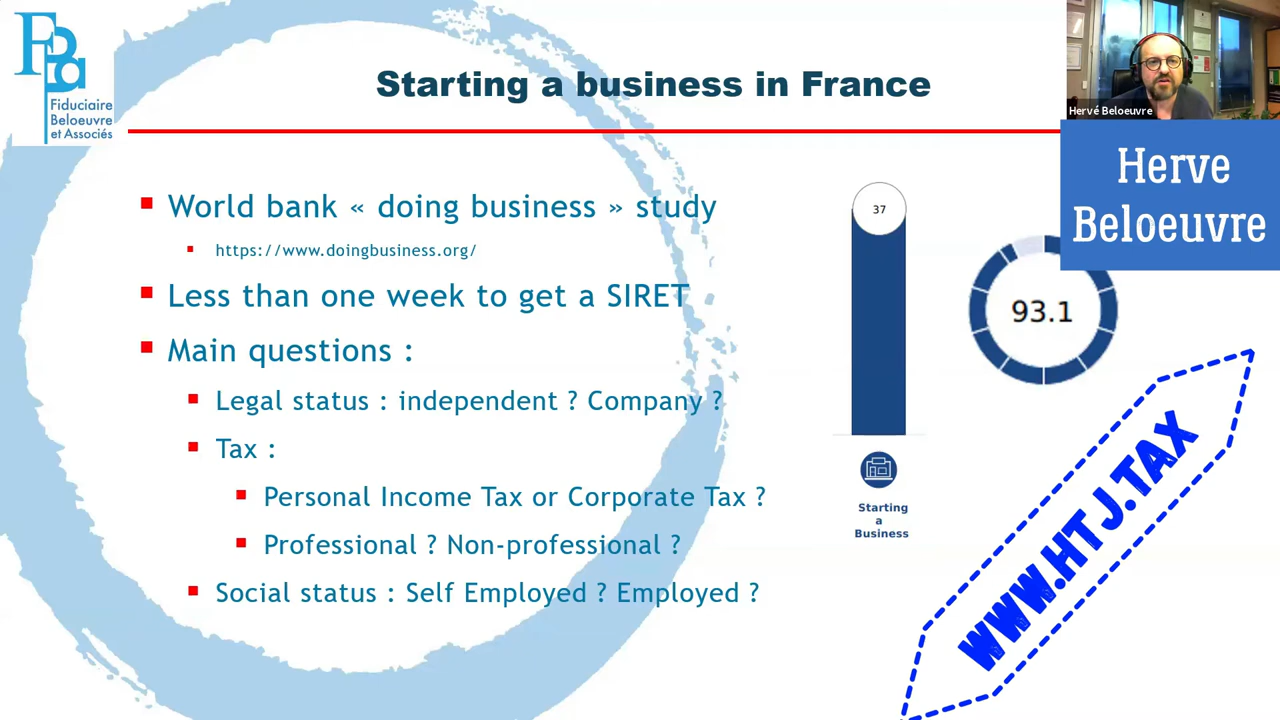 FBa
Fiduciaire
Beloeuvre
et Associés
Starting a business in France
Hervé Beloeuvre
Herve
Beloeuvre
World bank « doing business » study
https://www.doingbusiness.org/
Less than one week to get a SIRET
Main questions :
Legal status : independent ? Company ?
Tax :
Personal Income Tax or Corporate Tax ?
Professional ? Non-professional ?
Social status : Self Employed ? Employed ?
37
93.1
Starting
a
Business
WWW.HTJ.TAX